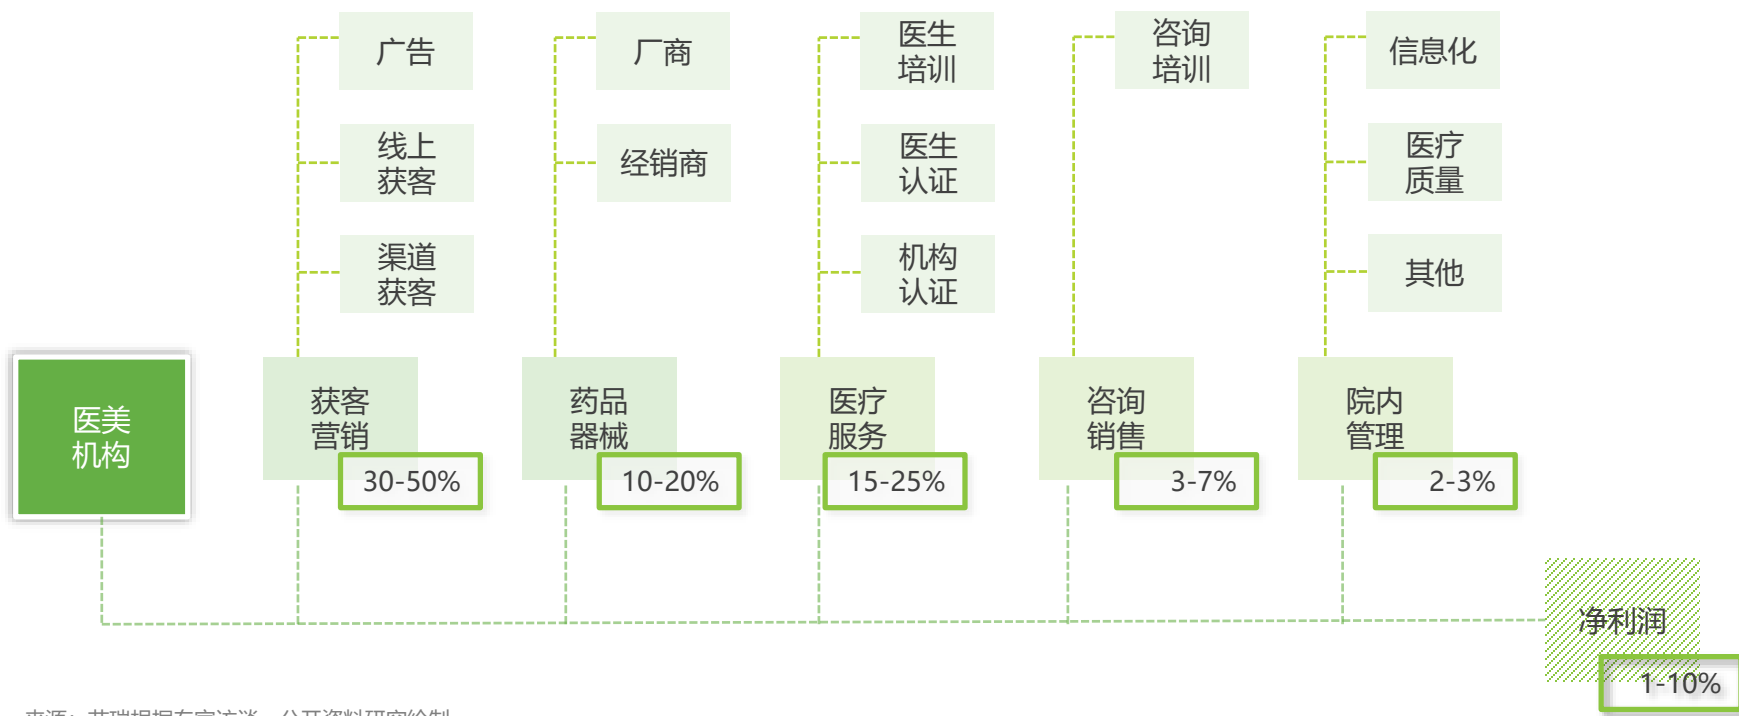 广告
厂商
医生
培训
咨询
培训
信息化
线上
获客
经销商
医生
认证
医疗
质量
渠道
获客
机构
认证
其他
医美
机构
获客
营销
30-50%
药品
器械
10-20%
医疗
服务
15-25%
咨询
销售
3-7%
院内
管理
2-3%
净利润
1-10%